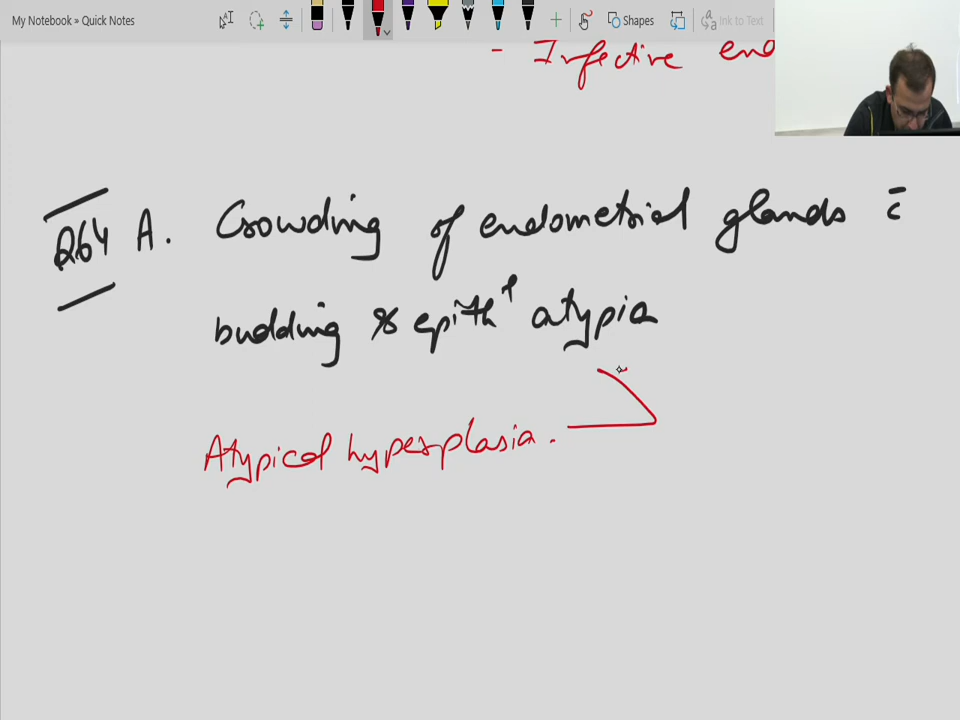 My Notebook » Quick Notes
Shapes
Ink to Text
- Infective end
Q64 A. Crowding of endometrial glands c̄
budding & epith^l atypia
Atypical hyperplasia.